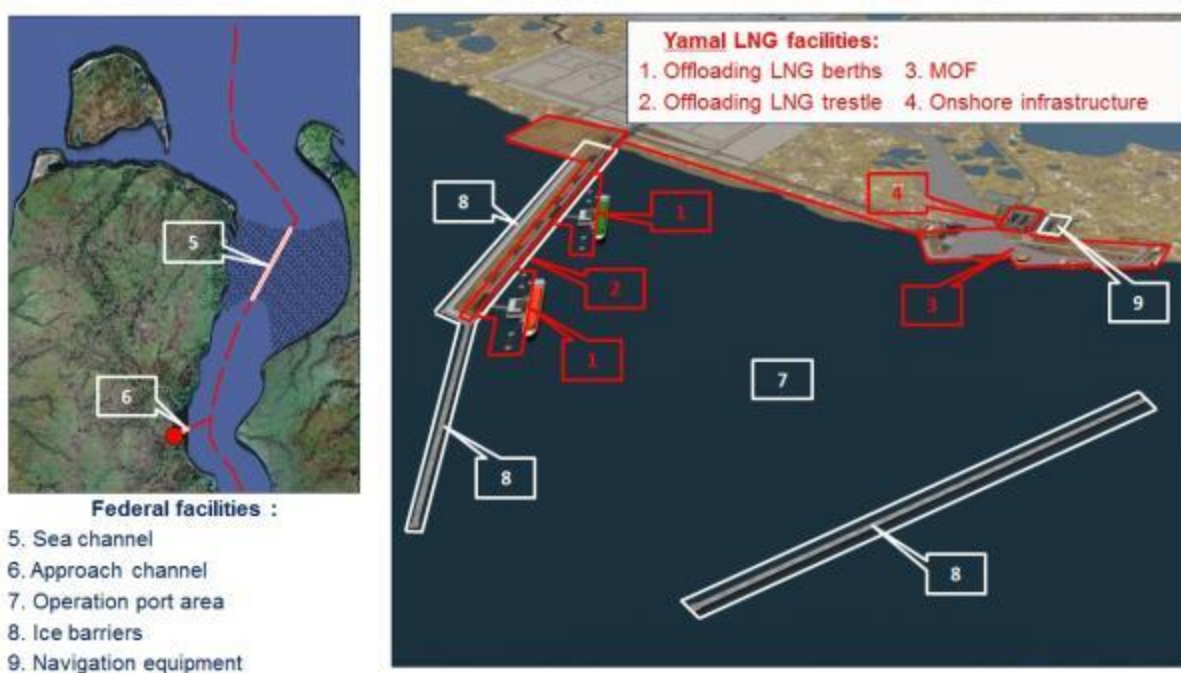 5
6
Federal facilities :
5. Sea channel
6. Approach channel
7. Operation port area
8. Ice barriers
9. Navigation equipment
Yamal LNG facilities:
1. Offloading LNG berths 3. MOF
2. Offloading LNG trestle 4. Onshore infrastructure
8
1
4
2
3
9
1
7
8
8